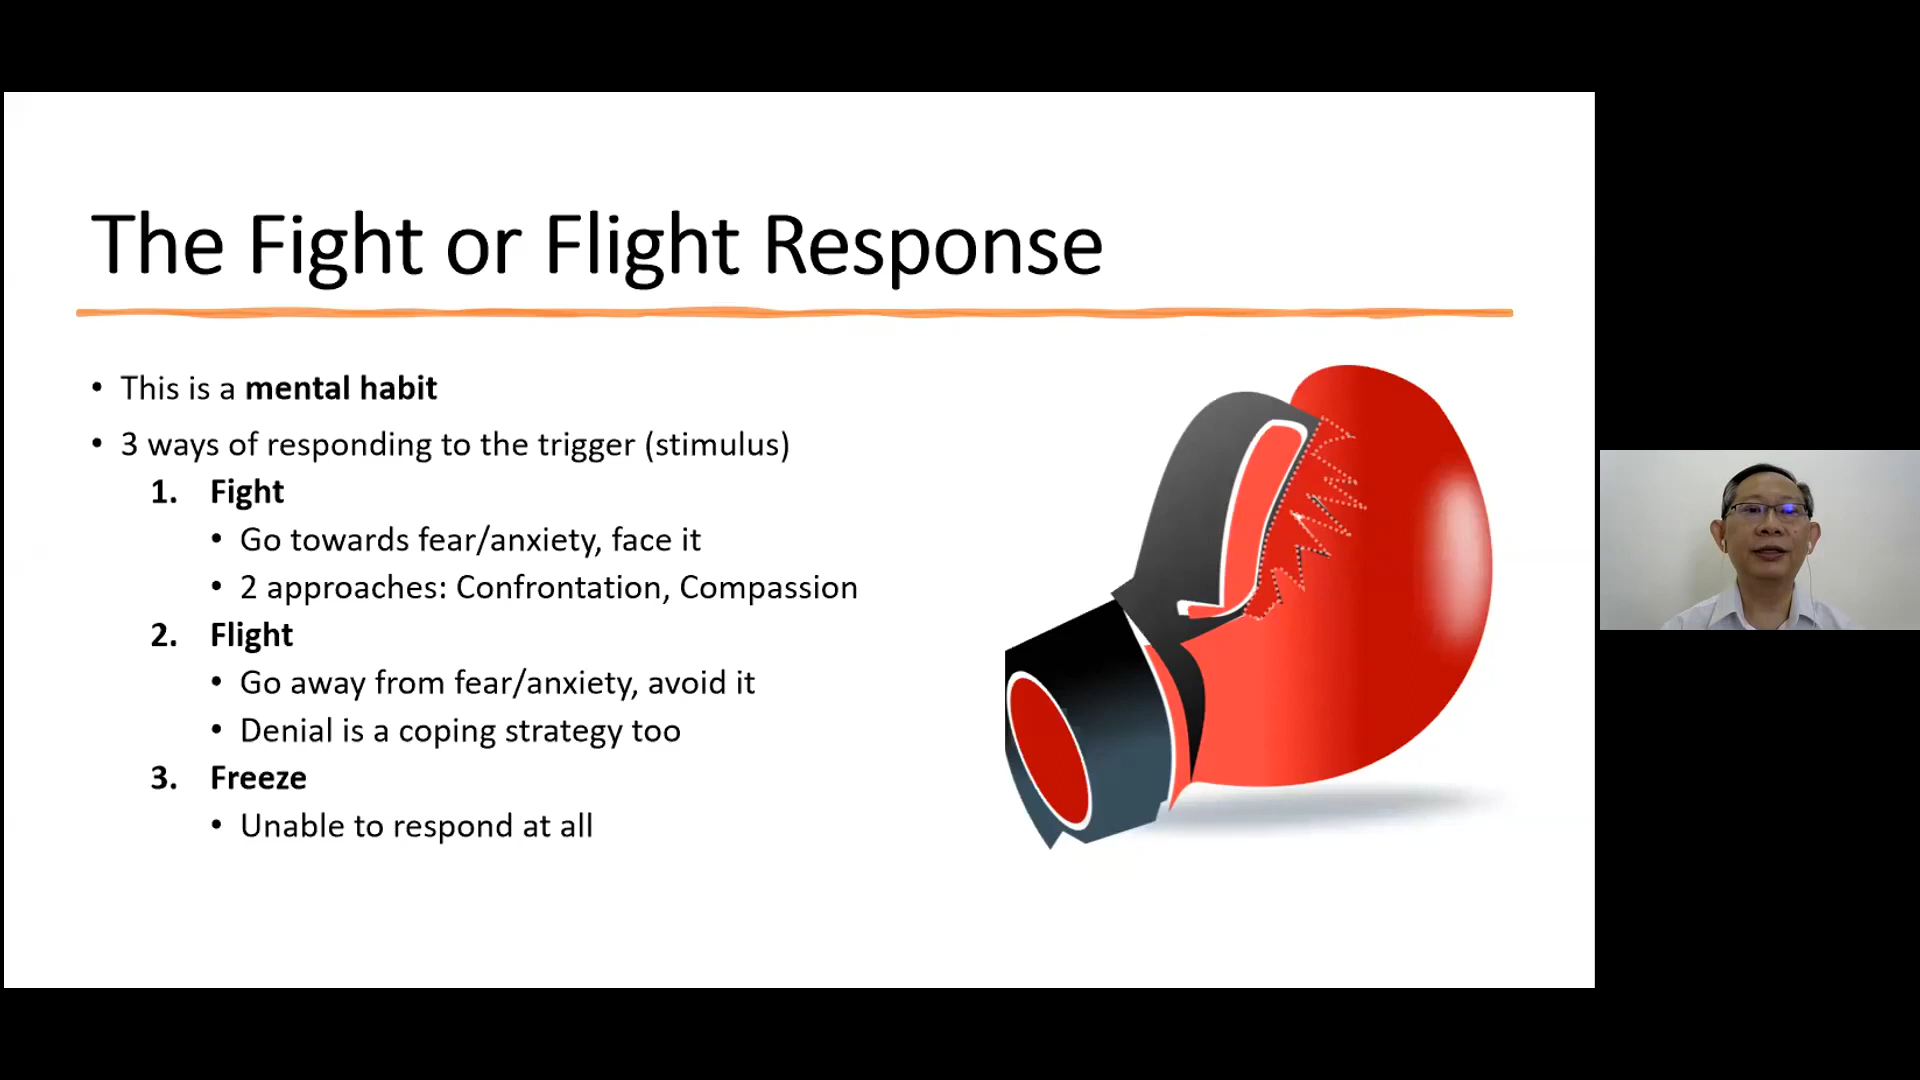 The Fight or Flight Response
• This is a mental habit
• 3 ways of responding to the trigger (stimulus)
1. Fight
• Go towards fear/anxiety, face it
• 2 approaches: Confrontation, Compassion
2. Flight
• Go away from fear/anxiety, avoid it
• Denial is a coping strategy too
3. Freeze
• Unable to respond at all